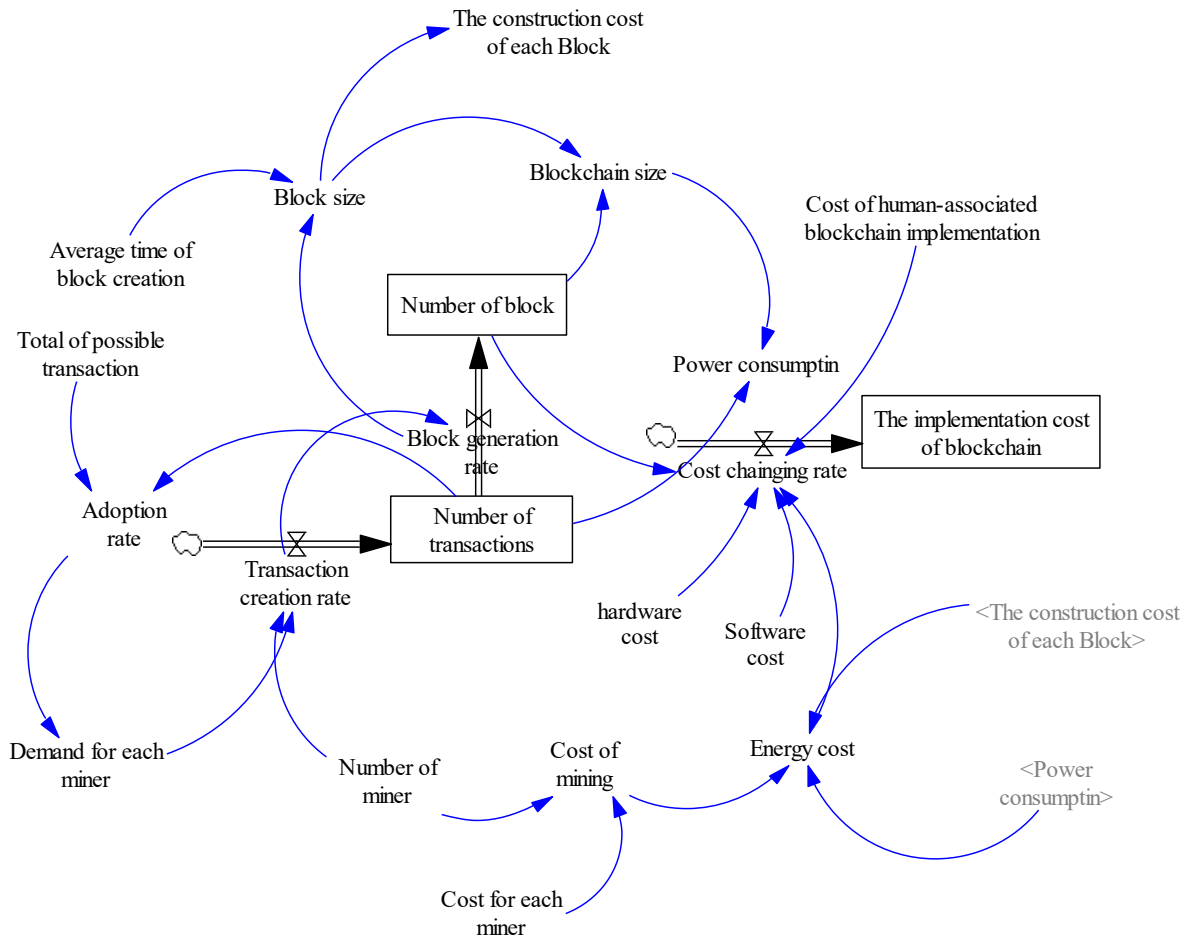 The construction cost
of each Block
Blockchain size
Block size
Cost of human-associated
blockchain implementation
Average time of
block creation
Number of block
Total of possible
transaction
Power consumptin
The implementation cost
of blockchain
Block generation
rate
Cost chainging rate
Adoption
rate
Number of
transactions
Transaction
creation rate
hardware
cost
Software
cost
<The construction cost
of each Block>
Demand for each
miner
Number of
miner
Cost of
mining
Energy cost
<Power
consumptin>
Cost for each
miner